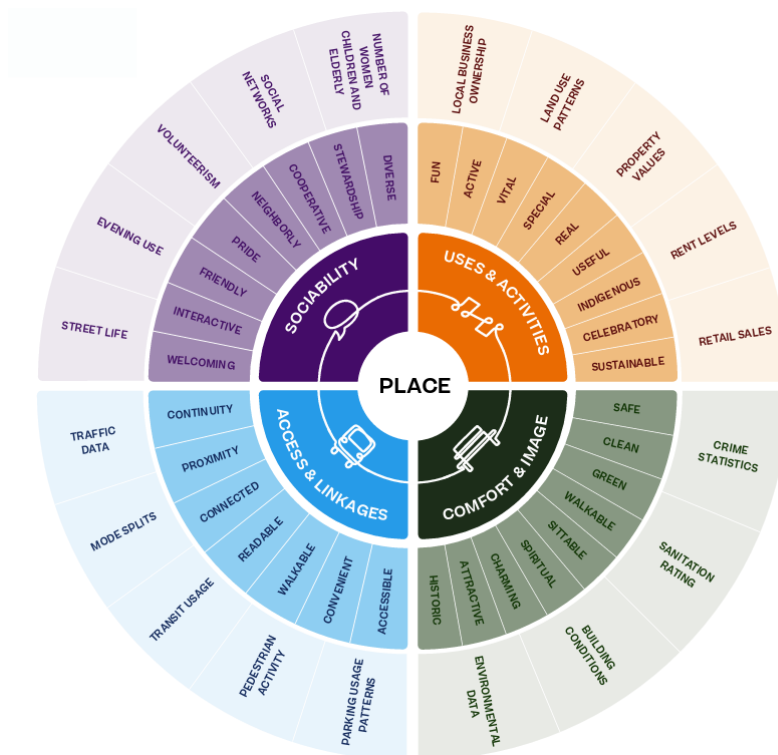 PLACE
SOCIABILITY
WELCOMING
INTERACTIVE
FRIENDLY
PRIDE
NEIGHBORLY
COOPERATIVE
STEWARDSHIP
DIVERSE
STREET LIFE
EVENING USE
VOLUNTEERISM
SOCIAL
NETWORKS
NUMBER OF
WOMEN
CHILDREN AND
ELDERLY
USES & ACTIVITIES
FUN
ACTIVE
VITAL
SPECIAL
REAL
USEFUL
INDIGENOUS
CELEBRATORY
SUSTAINABLE
LOCAL BUSINESS
OWNERSHIP
LAND USE
PATTERNS
PROPERTY
VALUES
RENT LEVELS
RETAIL SALES
COMFORT & IMAGE
SAFE
CLEAN
GREEN
WALKABLE
SITTABLE
SPIRITUAL
CHARMING
ATTRACTIVE
HISTORIC
CRIME
STATISTICS
SANITATION
RATING
BUILDING
CONDITIONS
ENVIRONMENTAL
DATA
ACCESS & LINKAGES
CONTINUITY
PROXIMITY
CONNECTED
READABLE
WALKABLE
CONVENIENT
ACCESSIBLE
TRAFFIC
DATA
MODE SPLITS
TRANSIT USAGE
PEDESTRIAN
ACTIVITY
PARKING USAGE
PATTERNS